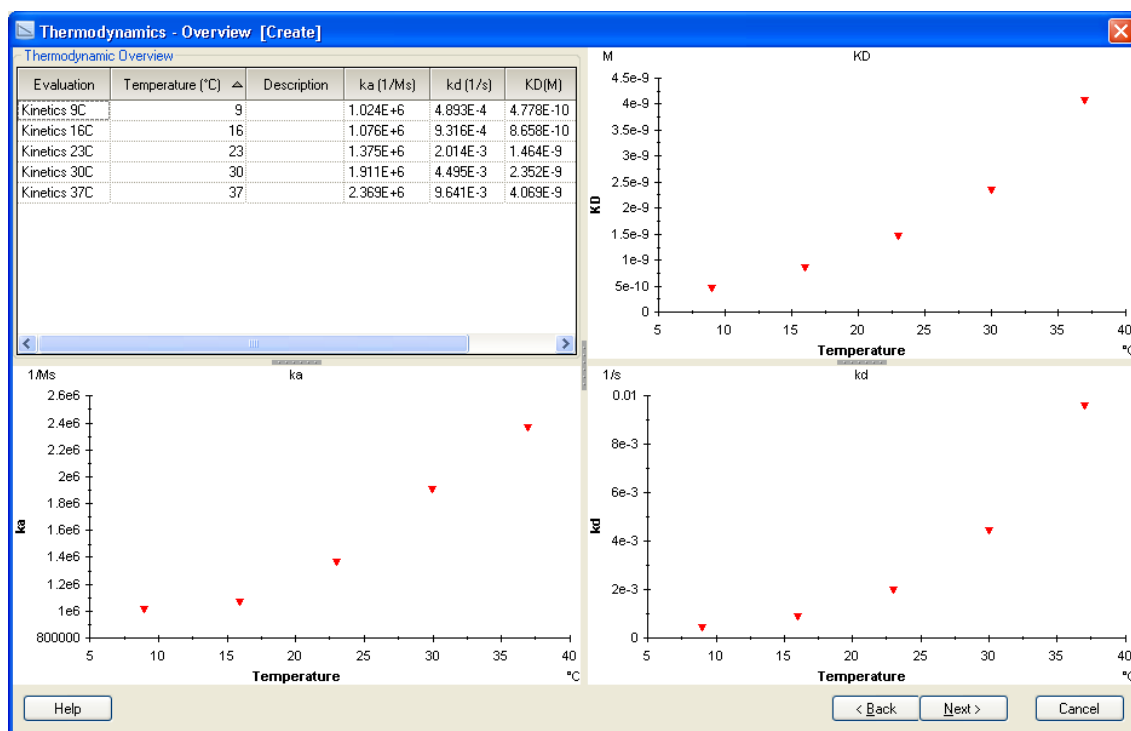 Thermodynamics - Overview [Create]
Thermodynamic Overview
Evaluation Temperature (°C) Description ka (1/Ms) kd (1/s) KD(M)
Kinetics 9C 9 1.024E+6 4.893E-4 4.778E-10
Kinetics 16C 16 1.076E+6 9.316E-4 8.658E-10
Kinetics 23C 23 1.375E+6 2.014E-3 1.464E-9
Kinetics 30C 30 1.911E+6 4.495E-3 2.352E-9
Kinetics 37C 37 2.369E+6 9.641E-3 4.069E-9
M KD
4.5e-9
4e-9
3.5e-9
3e-9
2.5e-9
2e-9
1.5e-9
1e-9
5e-10
0
KD
5 10 15 20 25 30 35 40
Temperature °C
1/Ms ka
2.6e6
2.4e6
2.2e6
2e6
1.8e6
1.6e6
1.4e6
1.2e6
1e6
800000
ka
5 10 15 20 25 30 35 40
Temperature °C
1/s kd
0.01
8e-3
6e-3
4e-3
2e-3
0
kd
5 10 15 20 25 30 35 40
Temperature °C
Help < Back Next > Cancel